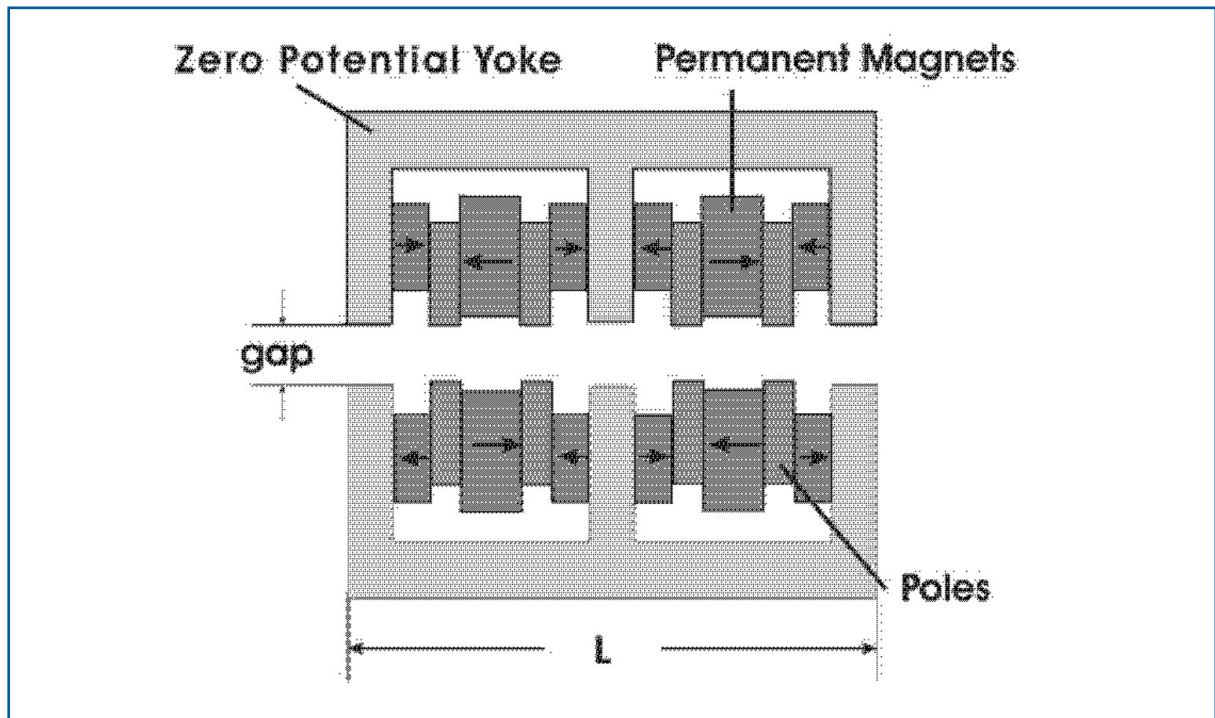 Zero Potential Yoke
Permanent Magnets
gap
Poles
L